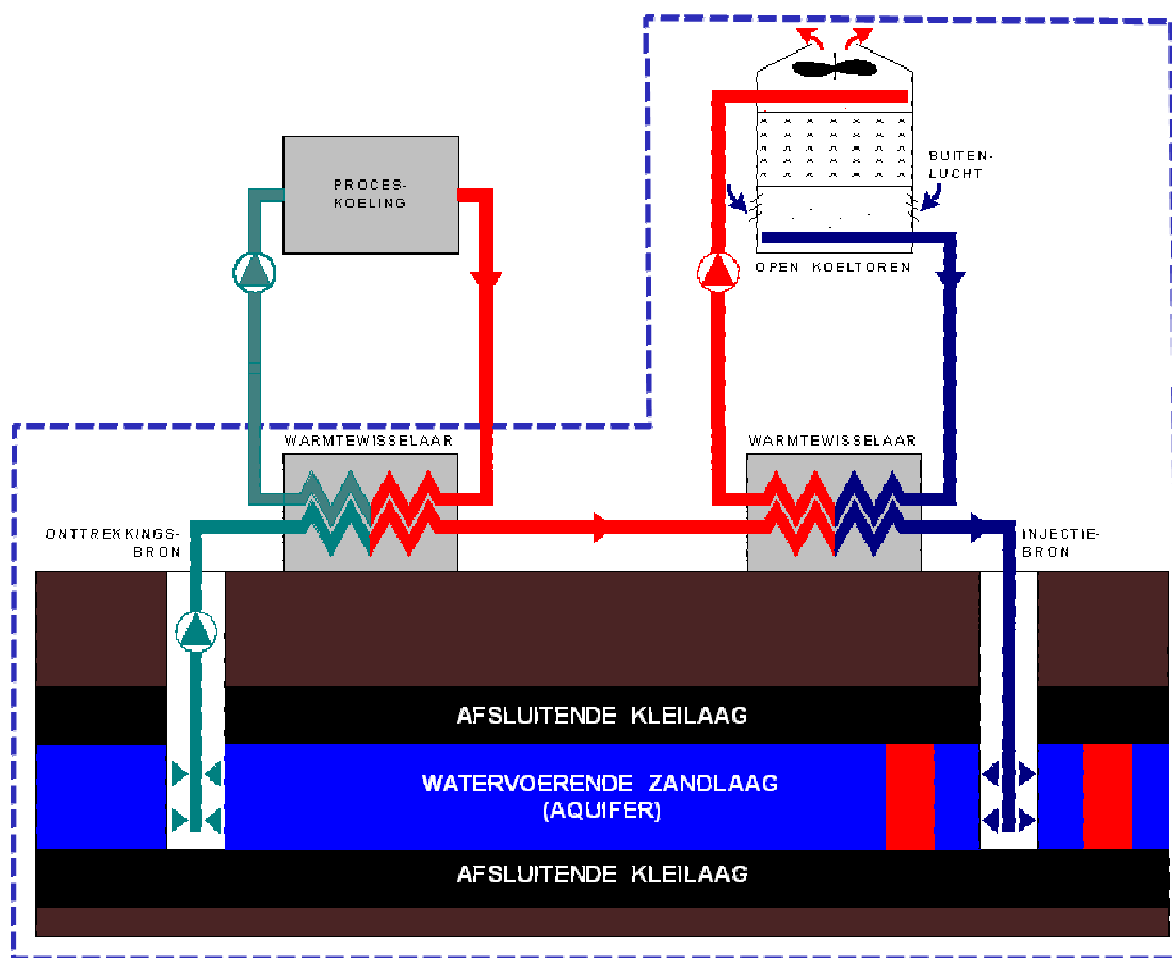 BUITEN-
LUCHT
PROCES-
KOELING
OPEN KOELTOREN
WARMTEWISSELAAR
WARMTEWISSELAAR
ONTTREKKINGS-
BRON
INJECTIE-
BRON
AFSLUITENDE KLEILAAG
WATERVOERENDE ZANDLAAG
(AQUIFER)
AFSLUITENDE KLEILAAG